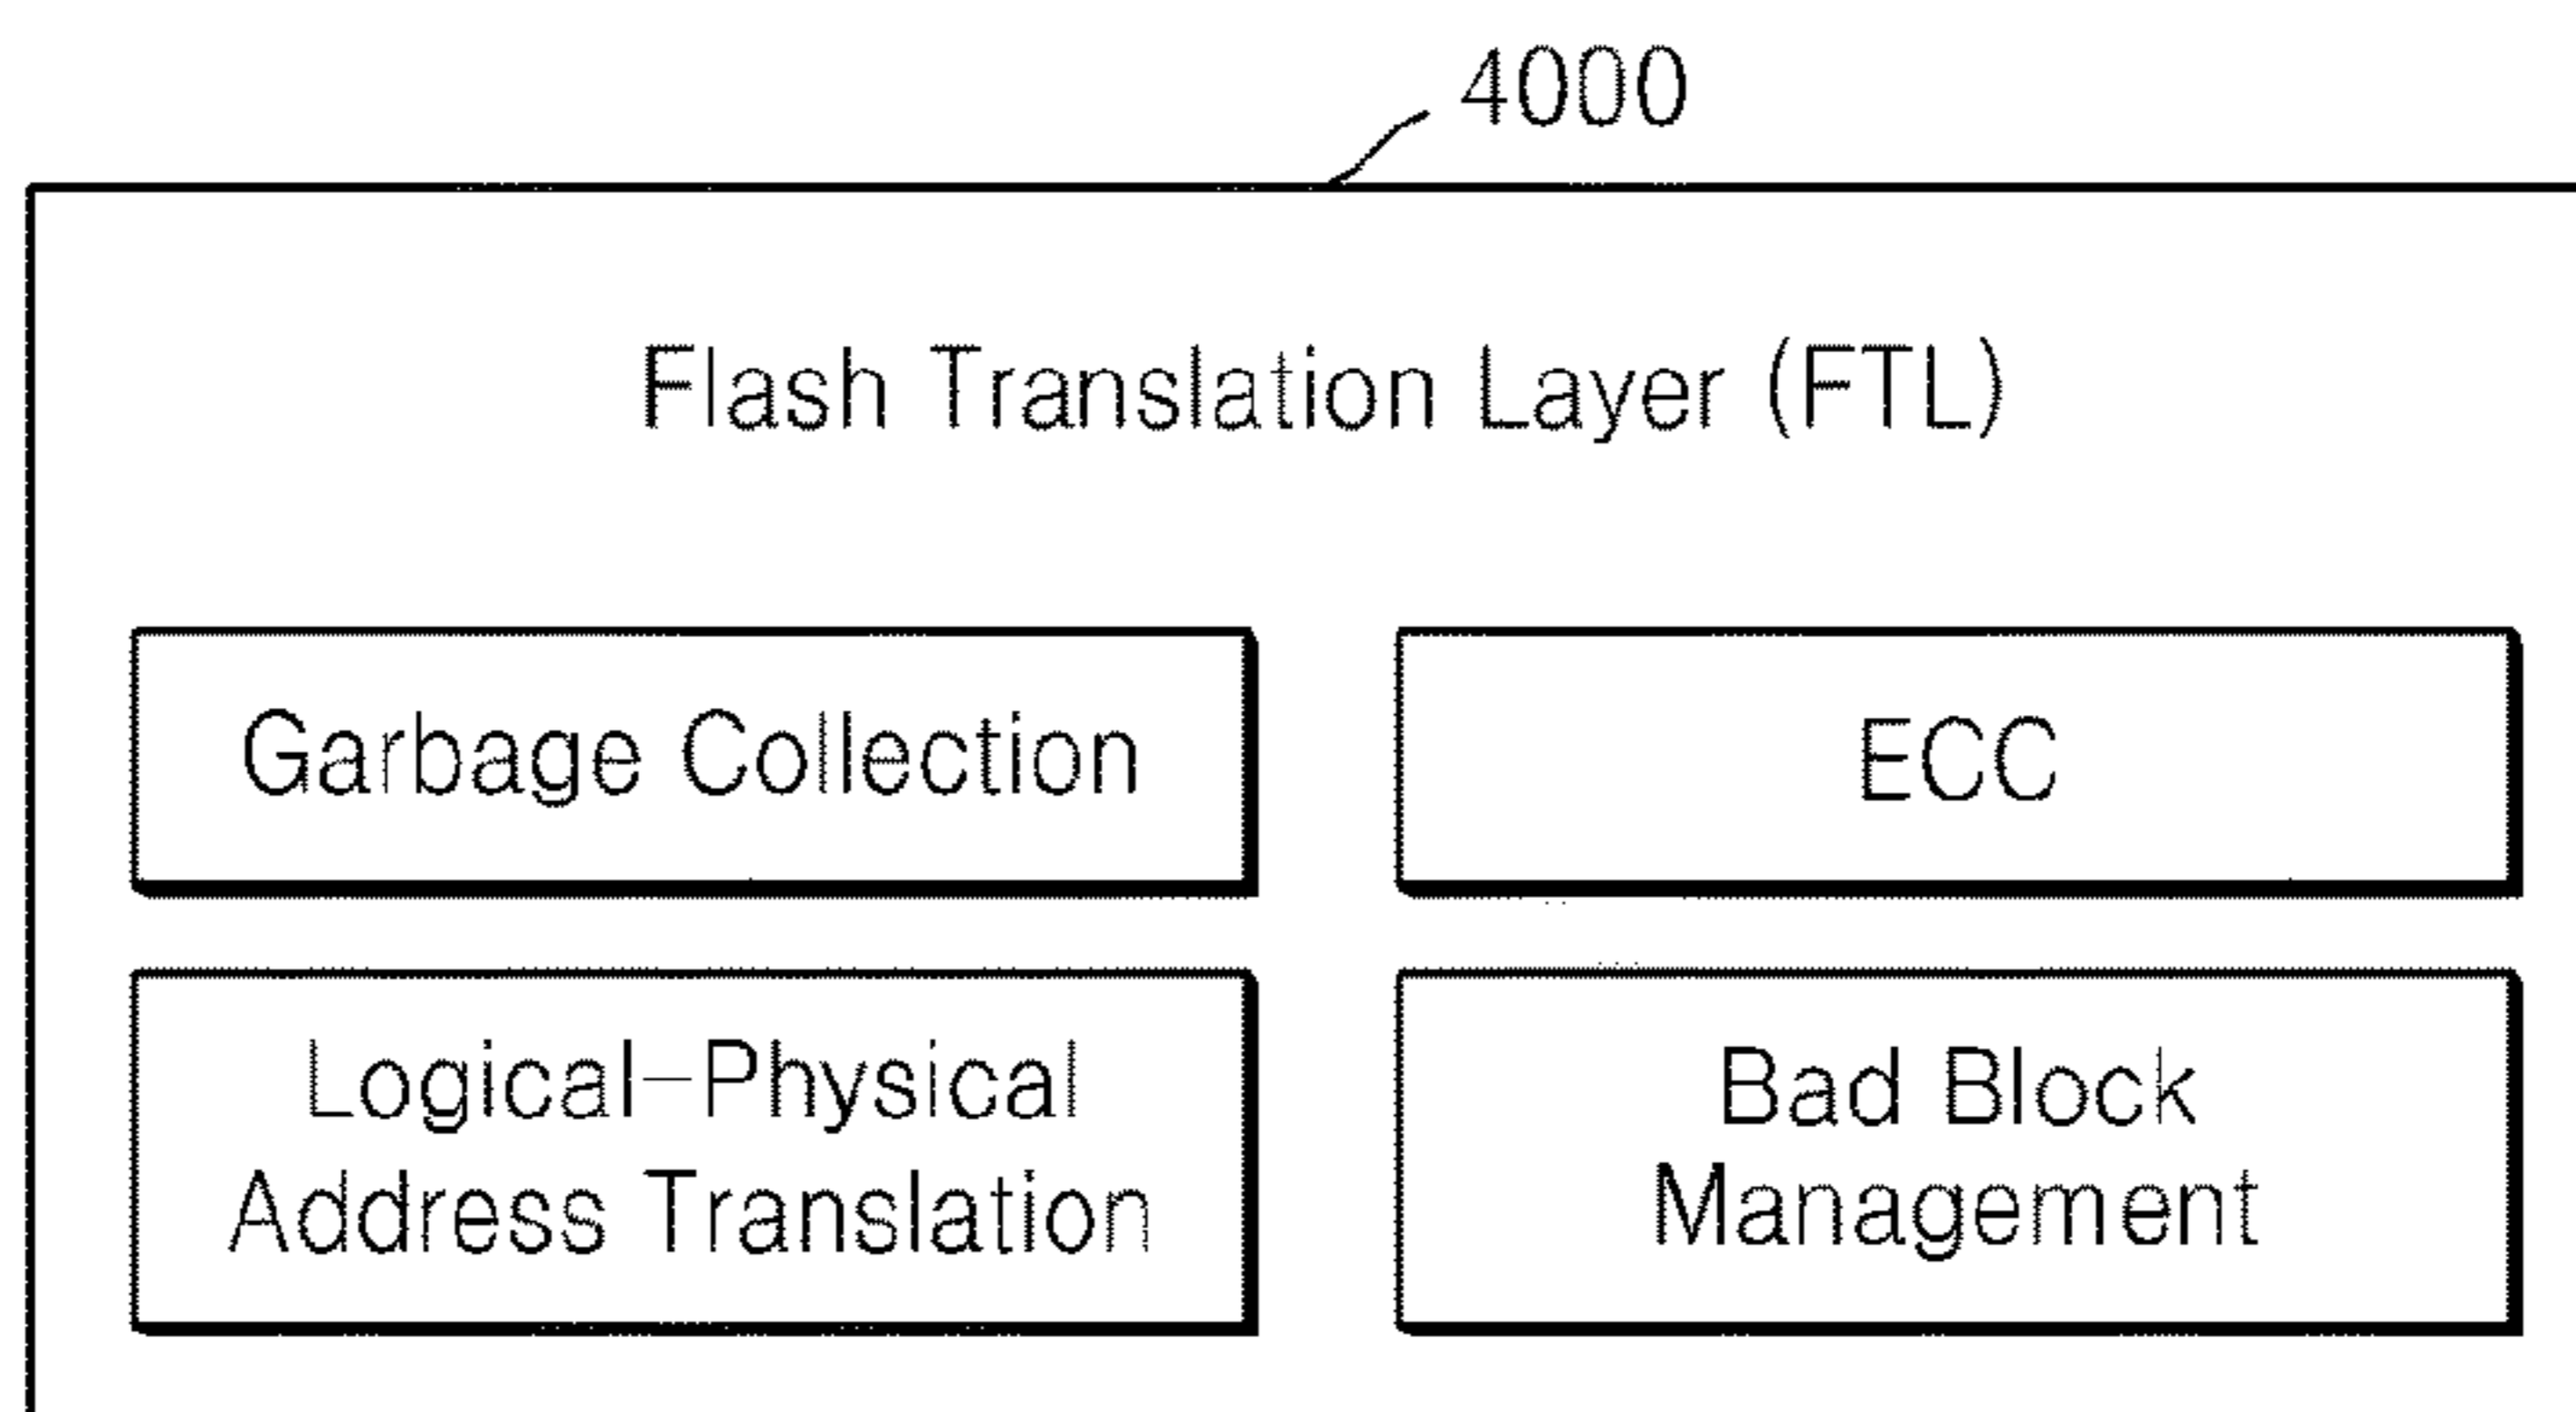 4000
Flash Translation Layer (FTL)
Garbage Collection
ECC
Logical-Physical
Address Translation
Bad Block
Management